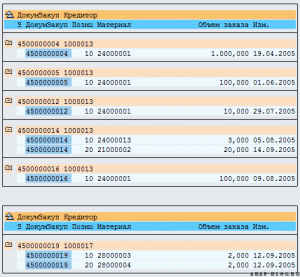 ДокумЗакуп Кредитор
S ДокумЗакуп Позиц Материал Объем заказа Изм.
4500000004 1000013
4500000004 10 24000001 1.000,000 19.04.2005
4500000005 1000013
4500000005 10 24000001 100,000 01.06.2005
4500000012 1000013
4500000012 10 24000001 10,000 29.07.2005
4500000014 1000013
4500000014 10 24000013 3,000 05.08.2005
4500000014 20 21000002 20,000 14.09.2005
4500000016 1000013
4500000016 10 24000001 100,000 09.08.2005
ДокумЗакуп Кредитор
S ДокумЗакуп Позиц Материал Объем заказа Изм.
4500000019 1000017
4500000019 10 28000003 2,000 12.09.2005
4500000019 20 28000004 2,000 12.09.2005
ABAP-BLOG.RU